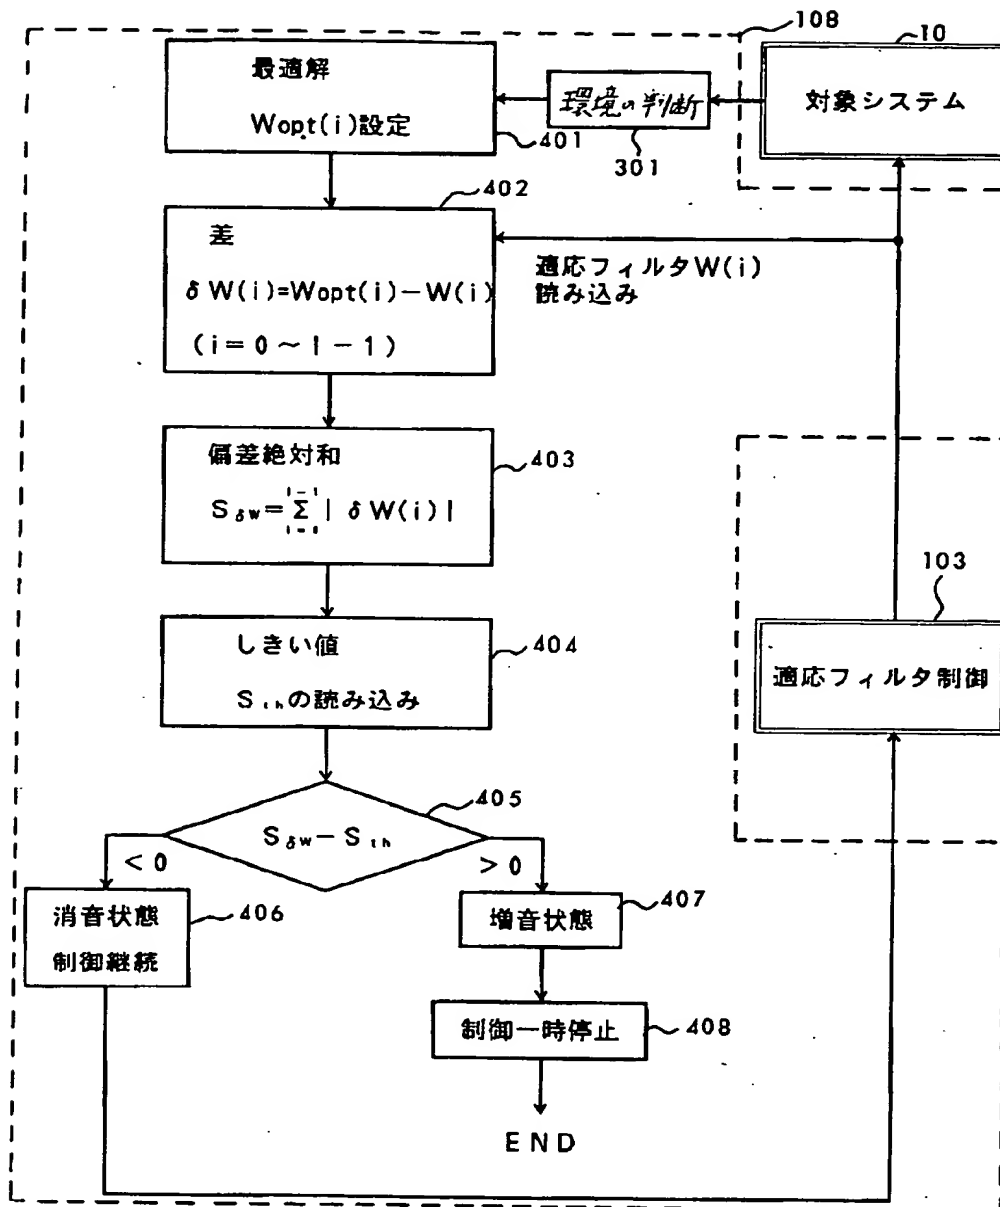 108
10
最適解
Wopt(i)設定
401
環境の判断
301
対象システム
402
差
δW(i)=Wopt(i)−W(i)
(i=0〜I−1)
適応フィルタW(i)
読み込み
偏差絶対和
403
Sδw=Σ|δW(i)|
しきい値
404
Sthの読み込み
103
適応フィルタ制御
405
Sδw−Sth
<0
>0
消音状態
制御継続
406
増音状態
407
制御一時停止
408
END